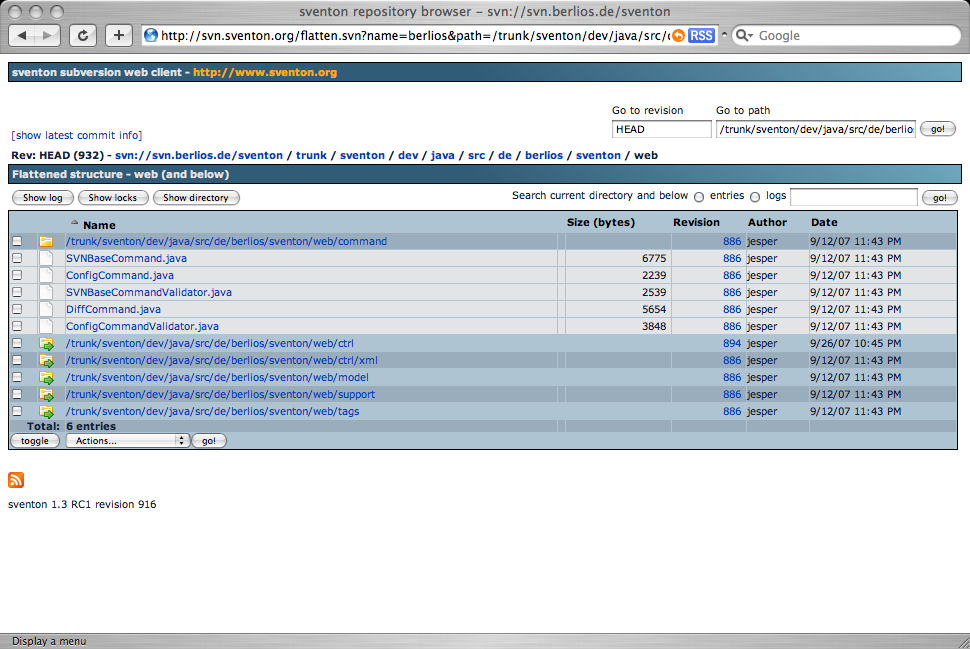 sventon repository browser – svn://svn.berlios.de/sventon
http://svn.sventon.org/flatten.svn?name=berlios&path=/trunk/sventon/dev/java/src/ RSS Google
sventon subversion web client - http://www.sventon.org
Go to revision Go to path
[show latest commit info] HEAD /trunk/sventon/dev/java/src/de/berlio go!
Rev: HEAD (932) - svn://svn.berlios.de/sventon / trunk / sventon / dev / java / src / de / berlios / sventon / web
Flattened structure - web (and below)
Show log Show locks Show directory Search current directory and below entries logs go!
Name Size (bytes) Revision Author Date
/trunk/sventon/dev/java/src/de/berlios/sventon/web/command 886 jesper 9/12/07 11:43 PM
SVNBaseCommand.java 6775 886 jesper 9/12/07 11:43 PM
ConfigCommand.java 2239 886 jesper 9/12/07 11:43 PM
SVNBaseCommandValidator.java 2539 886 jesper 9/12/07 11:43 PM
DiffCommand.java 5654 886 jesper 9/12/07 11:43 PM
ConfigCommandValidator.java 3848 886 jesper 9/12/07 11:43 PM
/trunk/sventon/dev/java/src/de/berlios/sventon/web/ctrl 894 jesper 9/26/07 10:45 PM
/trunk/sventon/dev/java/src/de/berlios/sventon/web/ctrl/xml 886 jesper 9/12/07 11:43 PM
/trunk/sventon/dev/java/src/de/berlios/sventon/web/model 886 jesper 9/12/07 11:43 PM
/trunk/sventon/dev/java/src/de/berlios/sventon/web/support 886 jesper 9/12/07 11:43 PM
/trunk/sventon/dev/java/src/de/berlios/sventon/web/tags 886 jesper 9/12/07 11:43 PM
Total: 6 entries
toggle Actions... go!
sventon 1.3 RC1 revision 916
Display a menu